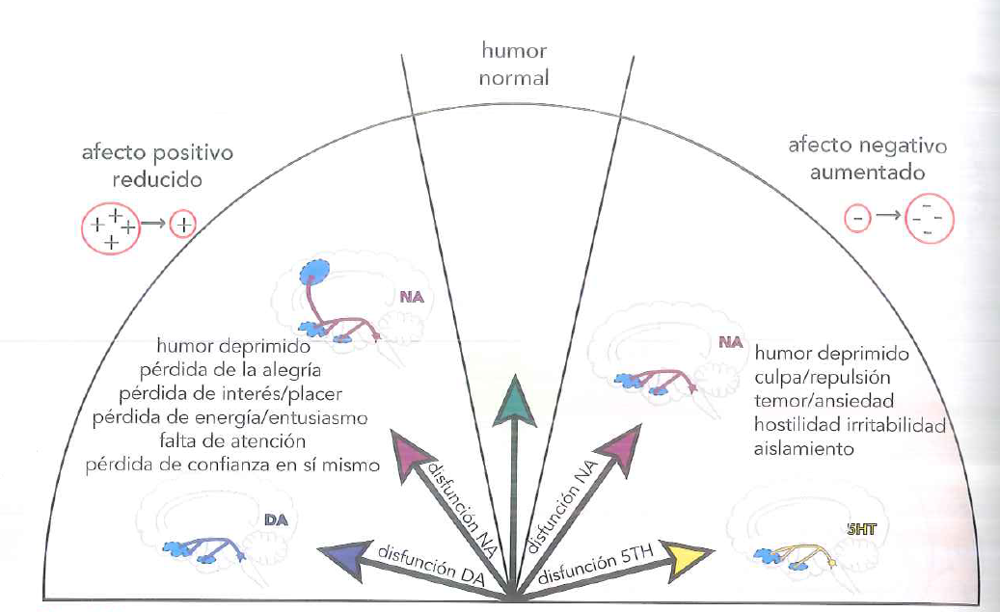 humor
normal
afecto positivo
reducido
+ + + + → +
afecto negativo
aumentado
- → - - - -
NA
humor deprimido
pérdida de la alegría
pérdida de interés/placer
pérdida de energía/entusiasmo
falta de atención
pérdida de confianza en sí mismo
DA
NA
humor deprimido
culpa/repulsión
temor/ansiedad
hostilidad irritabilidad
aislamiento
5HT
disfunción DA
disfunción NA
disfunción NA
disfunción 5TH